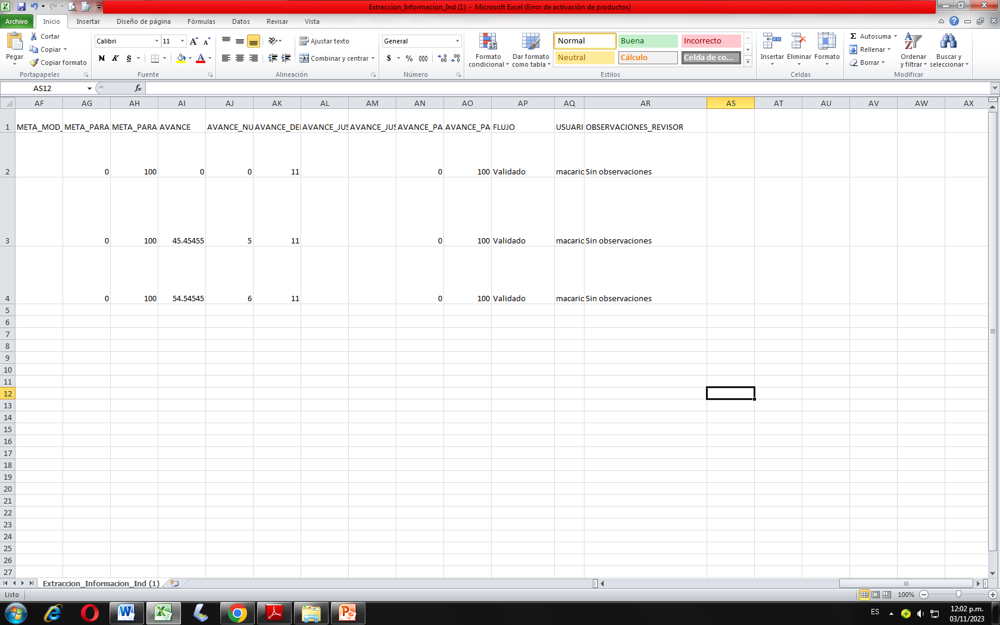 Extraccion_Informacion_Ind (1) - Microsoft Excel (Error de activación de productos)
Archivo Inicio Insertar Diseño de página Fórmulas Datos Revisar Vista
Pegar
Cortar
Copiar
Copiar formato
Portapapeles
Calibri 11
N K S
Fuente
Ajustar texto
Combinar y centrar
Alineación
General
$ % 000
Número
Formato condicional
Dar formato como tabla
Normal Buena Incorrecto
Neutral Cálculo Celda de co...
Estilos
Insertar Eliminar Formato
Celdas
Σ Autosuma
Rellenar
Borrar
Ordenar y filtrar
Buscar y seleccionar
Modificar
AS12 fx
AF AG AH AI AJ AK AL AM AN AO AP AQ AR AS AT AU AV AW AX
1 META_MOD_ META_PARA META_PARA AVANCE AVANCE_NU AVANCE_DE AVANCE_JUS AVANCE_JUS AVANCE_PA AVANCE_PA FLUJO USUARI OBSERVACIONES_REVISOR
2 0 100 0 0 11 0 100 Validado macaric Sin observaciones
3 0 100 45.45455 5 11 0 100 Validado macaric Sin observaciones
4 0 100 54.54545 6 11 0 100 Validado macaric Sin observaciones
5
6
7
8
9
10
11
12
13
14
15
16
17
18
19
20
21
22
23
24
25
26
27
Extraccion_Informacion_Ind (1)
Listo 100%
ES 12:02 p.m.
03/11/2023